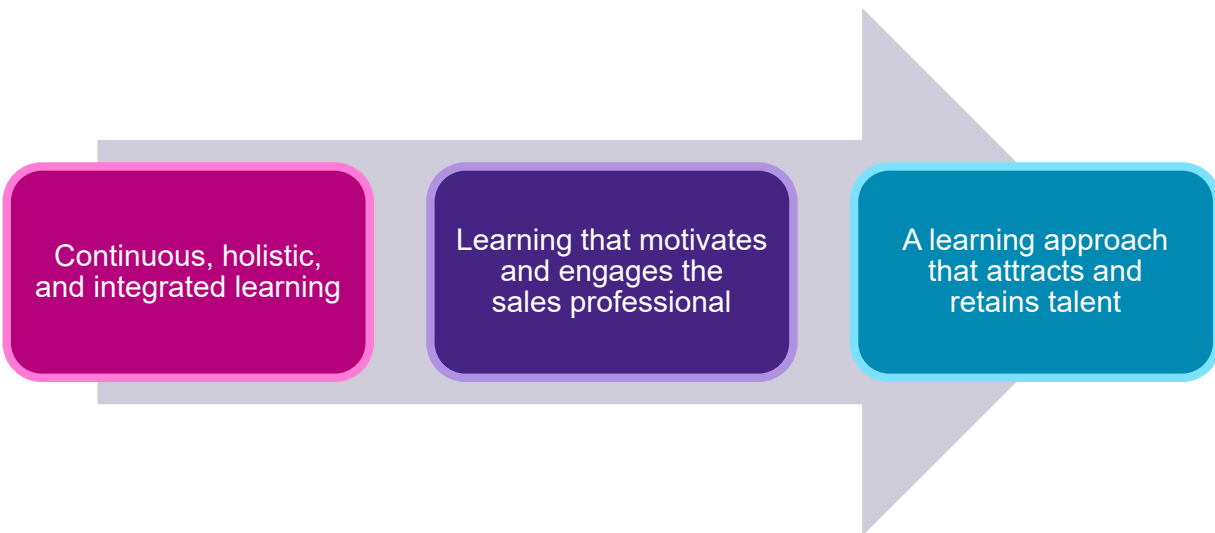 Continuous, holistic,
and integrated learning
Learning that motivates
and engages the
sales professional
A learning approach
that attracts and
retains talent